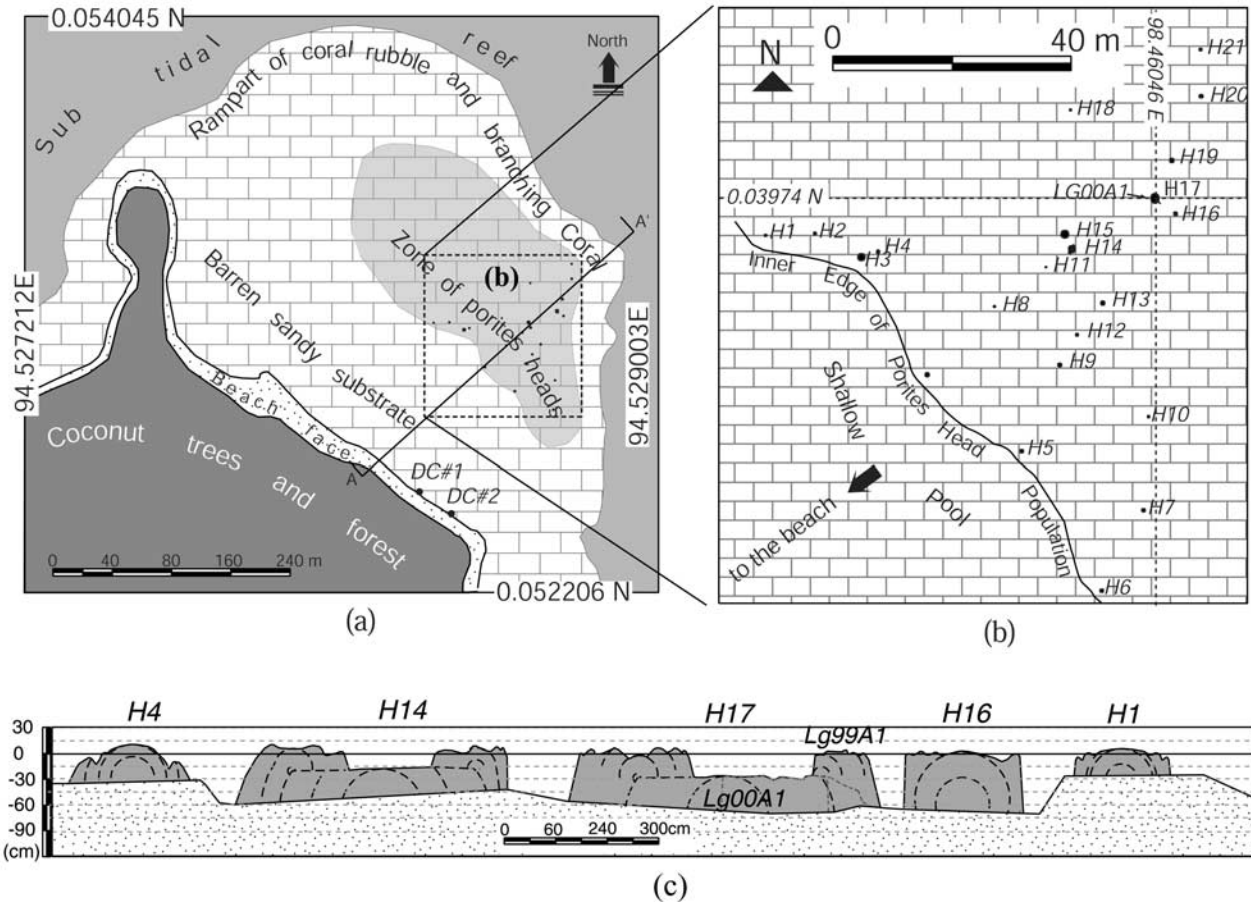 0.054045 N
Sub tidal reef
North
Rampart of coral rubble and branching Coral
A'
Zone of porites heads
(b)
Barren sandy substrate
94.527212E
94.529003E
Beach face
Coconut trees and forest
A
DC#1
DC#2
0 80 160 240 m
40
0.052206 N
(a)
0 40 m
N
98.46046 E
H21
H20
H18
H19
0.03974 N
LG00A1
H17
H16
H1
H2
H15
H14
H4
H3
H11
Inner Edge of Porites Head Population
H8
H13
H12
H9
Shallow Pool
H10
H5
to the beach
H7
H6
(b)
H4 H14 H17 H16 H1
30
0
-30
-60
-90
(cm)
Lg99A1
Lg00A1
0 60 240 300cm
(c)